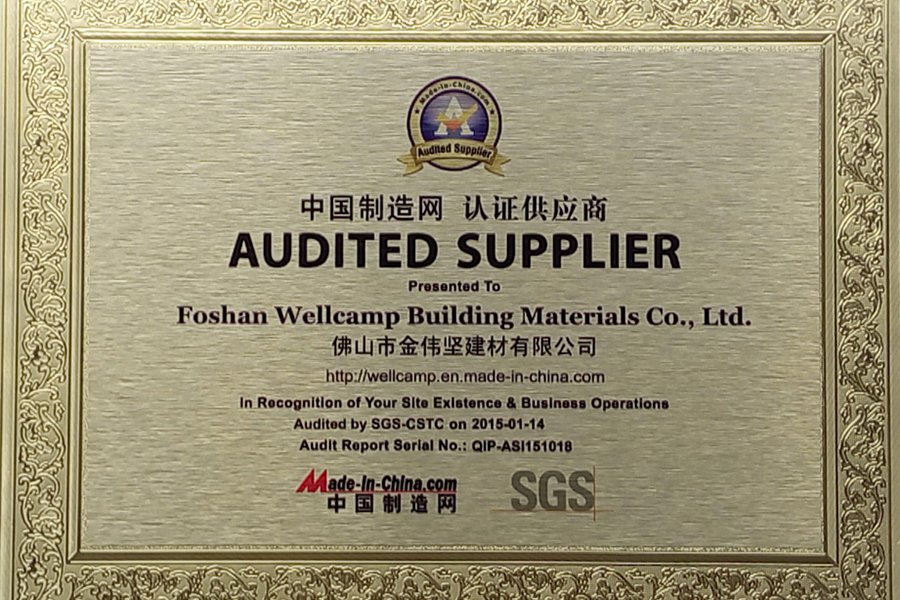 Made-in-China.com
Audited Supplier
中国制造网 认证供应商
AUDITED SUPPLIER
Presented To
Foshan Wellcamp Building Materials Co., Ltd.
佛山市金伟坚建材有限公司
http://wellcamp.en.made-in-china.com
In Recognition of Your Site Existence & Business Operations
Audited by SGS-CSTC on 2015-01-14
Audit Report Serial No.: QIP-ASI151018
Made-In-China.com
中国制造网
SGS